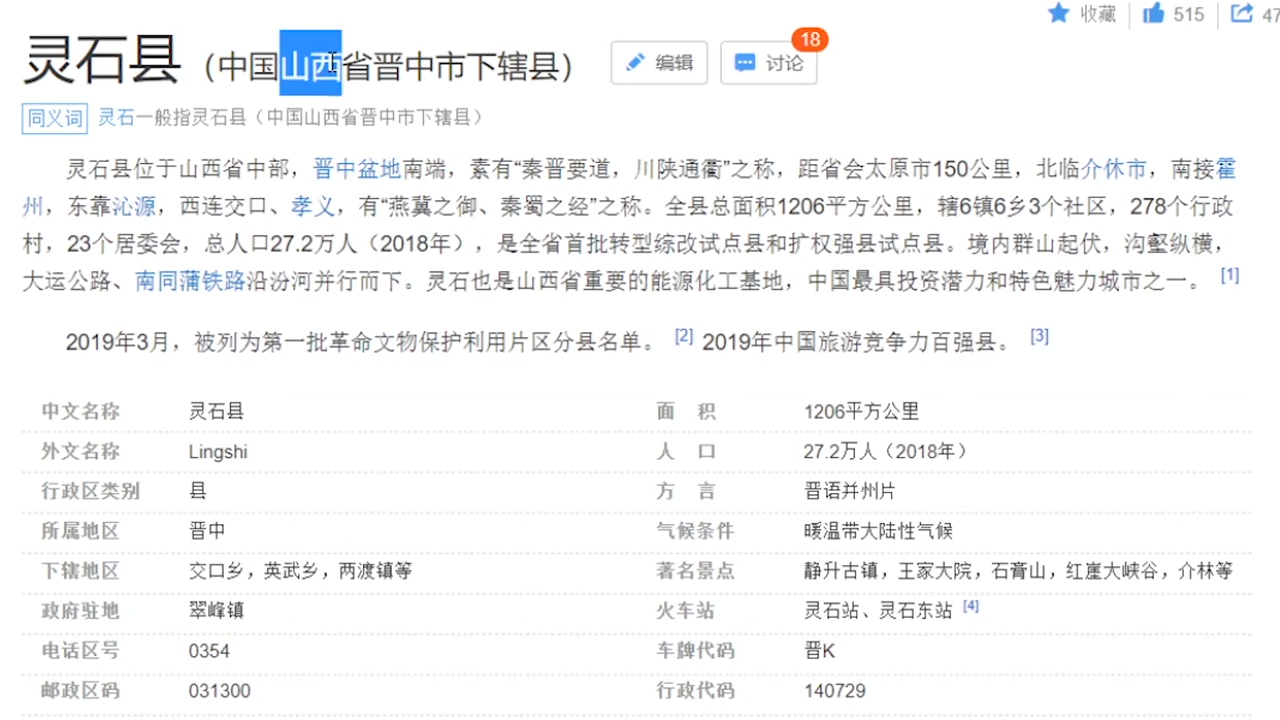 收藏 515 47
灵石县（中国山西省晋中市下辖县） 编辑 讨论 18
同义词 灵石一般指灵石县（中国山西省晋中市下辖县）
灵石县位于山西省中部，晋中盆地南端，素有“秦晋要道，川陕通衢”之称，距省会太原市150公里，北临介休市，南接霍
州，东靠沁源，西连交口、孝义，有“燕冀之御、秦蜀之经”之称。全县总面积1206平方公里，辖6镇6乡3个社区，278个行政
村，23个居委会，总人口27.2万人（2018年），是全省首批转型综改试点县和扩权强县试点县。境内群山起伏，沟壑纵横，
大运公路、南同蒲铁路沿汾河并行而下。灵石也是山西省重要的能源化工基地，中国最具投资潜力和特色魅力城市之一。 [1]
2019年3月，被列为第一批革命文物保护利用片区分县名单。 [2] 2019年中国旅游竞争力百强县。 [3]
中文名称 灵石县 面 积 1206平方公里
外文名称 Lingshi 人 口 27.2万人（2018年）
行政区类别 县 方 言 晋语并州片
所属地区 晋中 气候条件 暖温带大陆性气候
下辖地区 交口乡，英武乡，两渡镇等 著名景点 静升古镇，王家大院，石膏山，红崖大峡谷，介林等
政府驻地 翠峰镇 火车站 灵石站、灵石东站 [4]
电话区号 0354 车牌代码 晋K
邮政区码 031300 行政代码 140729